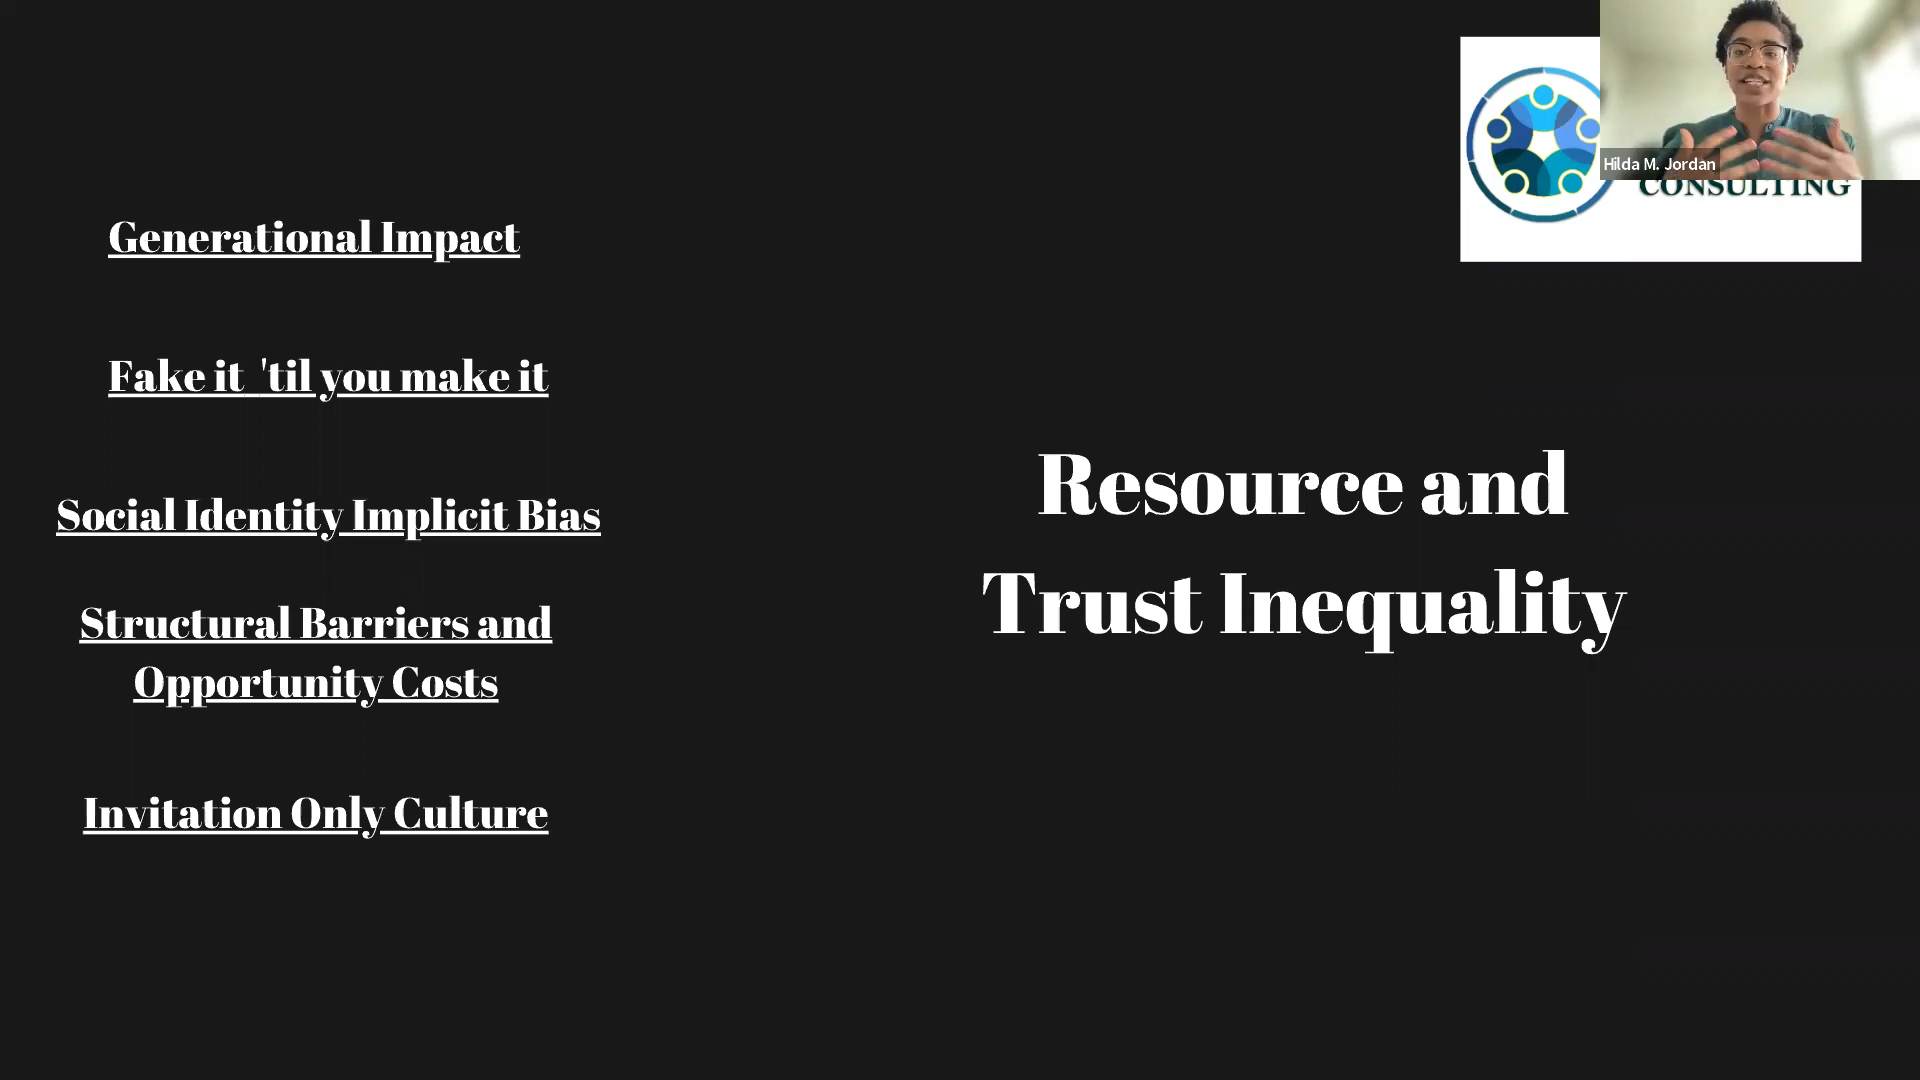 Generational Impact
Fake it 'til you make it
Social Identity Implicit Bias
Structural Barriers and
Opportunity Costs
Invitation Only Culture
Resource and
Trust Inequality
Hilda M. Jordan
CONSULTING